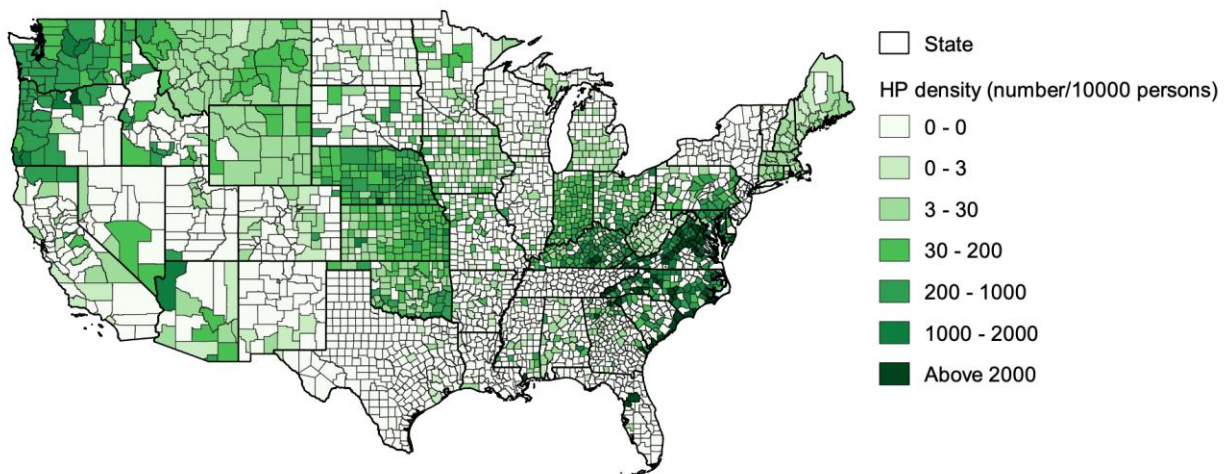 State
HP density (number/10000 persons)
0 - 0
0 - 3
3 - 30
30 - 200
200 - 1000
1000 - 2000
Above 2000